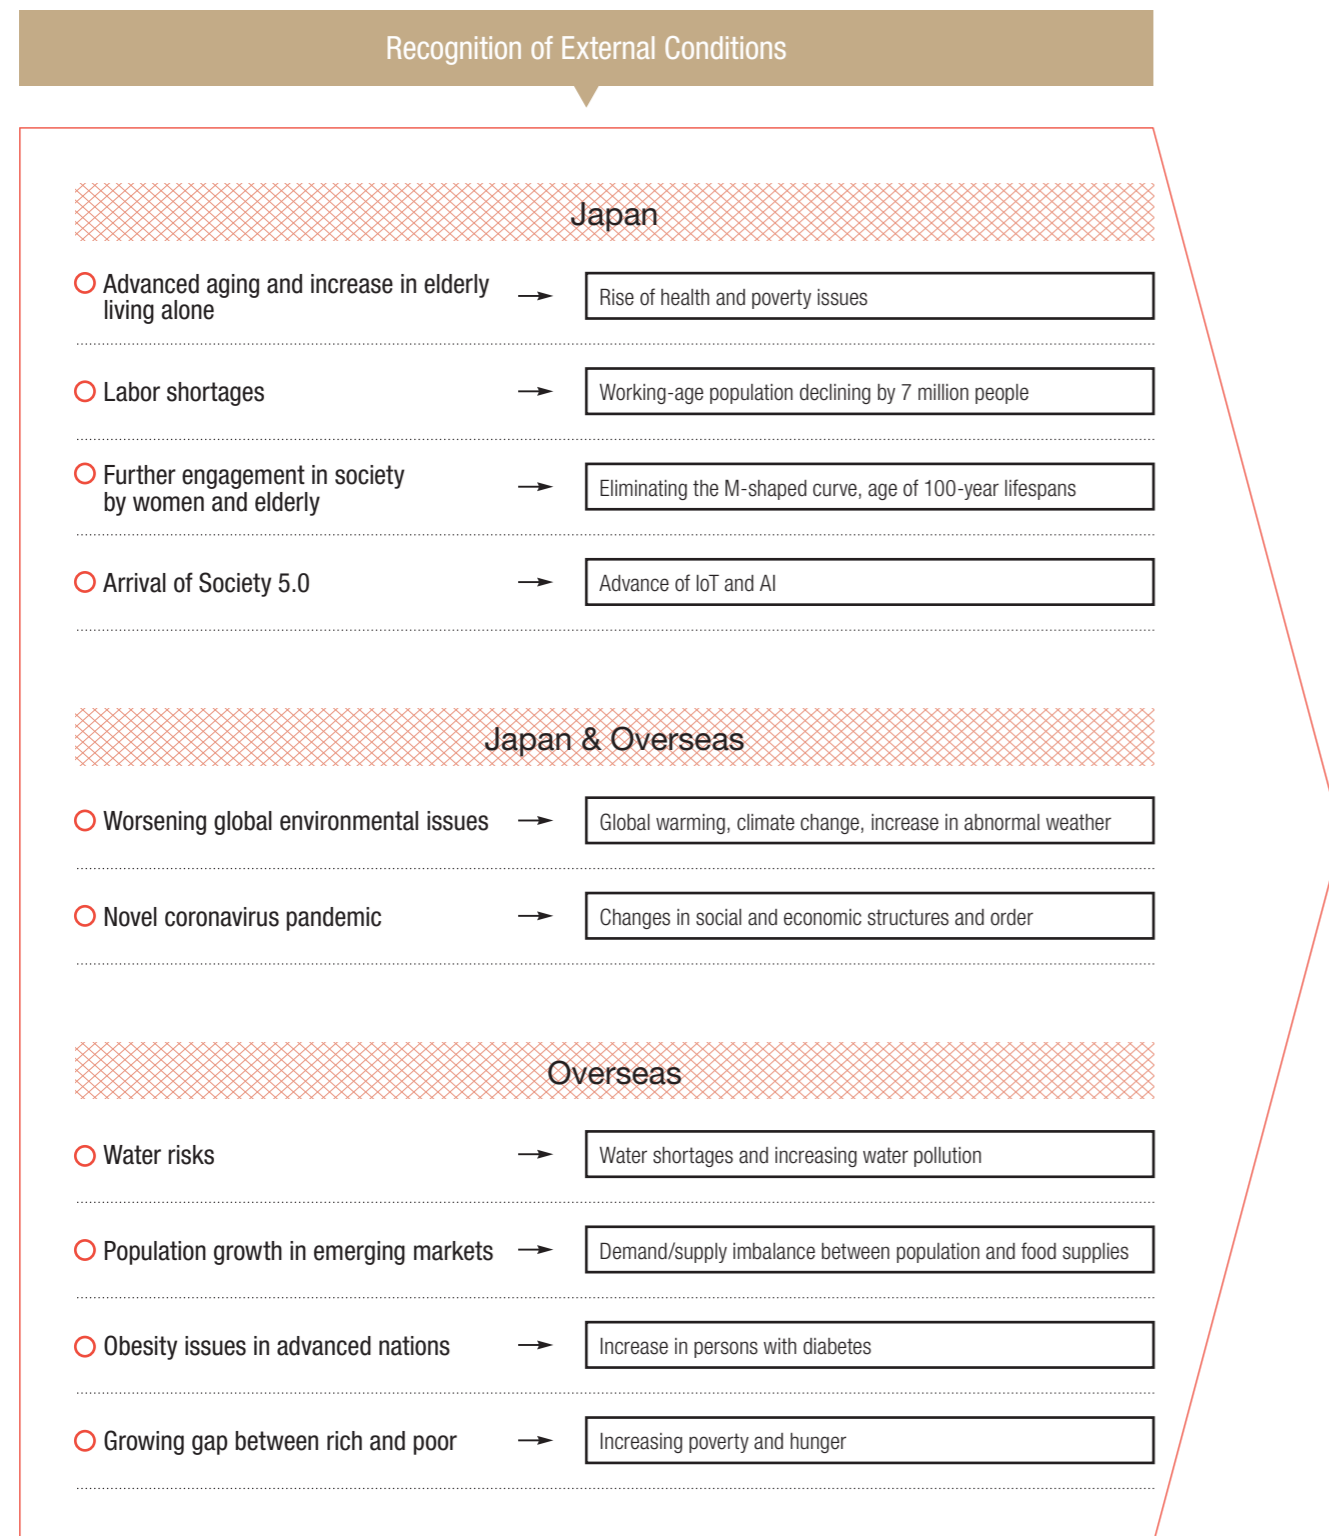 Recognition of External Conditions
Japan
Advanced aging and increase in elderly
living alone
Rise of health and poverty issues
Labor shortages
Working-age population declining by 7 million people
Further engagement in society
by women and elderly
Eliminating the M-shaped curve, age of 100-year lifespans
Arrival of Society 5.0
Advance of IoT and AI
Japan & Overseas
Worsening global environmental issues
Global warming, climate change, increase in abnormal weather
Novel coronavirus pandemic
Changes in social and economic structures and order
Overseas
Water risks
Water shortages and increasing water pollution
Population growth in emerging markets
Demand/supply imbalance between population and food supplies
Obesity issues in advanced nations
Increase in persons with diabetes
Growing gap between rich and poor
Increasing poverty and hunger